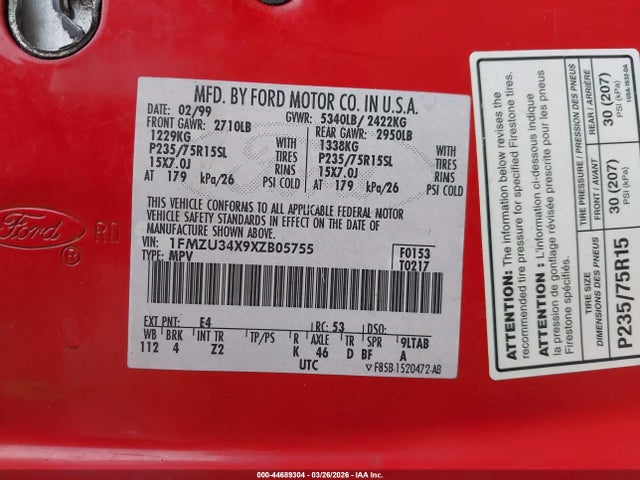 MFD. BY FORD MOTOR CO. IN U.S.A.
DATE: 02/99 GVWR: 5340LB/ 2422KG
FRONT GAWR: 2710LB REAR GAWR: 2950LB
1229KG WITH 1338KG WITH
P235/75R15SL TIRES P235/75R15SL TIRES
15X7.0J RIMS 15X7.0J RIMS
AT 179 kPa/26 PSI COLD AT 179 kPa/26 PSI COLD
THIS VEHICLE CONFORMS TO ALL APPLICABLE FEDERAL MOTOR
VEHICLE SAFETY STANDARDS IN EFFECT ON THE DATE OF
MANUFACTURE SHOWN ABOVE.
VIN: 1FMZU34X9XZB05755 F0153
TYPE: MPV T0217
EXT PNT: E4 RC: 53 DSO:
WB BRK INT TR TP/PS R AXLE TR SPR 9LTAB
112 4 Z2 K 46 D BF A
UTC ▽F85B-1520472-AB
Ford ® RD
ATTENTION: The information below revises the
recommended tire pressure for specified Firestone tires.
ATTENTION: L'information ci-dessous indique
la pression de gonflage révisée prescrite pour les pneus
Firestone spécifiés.
TIRE SIZE
DIMENSIONS DES PNEUS
P235/75R15
TIRE PRESSURE / PRESSION DES PNEUS
FRONT / AVANT
PSI (kPa)
30 (207)
REAR / ARRIÈRE
PSI (kPa)
30 (207)
000-44689304 - 03/26/2026 - IAA Inc.